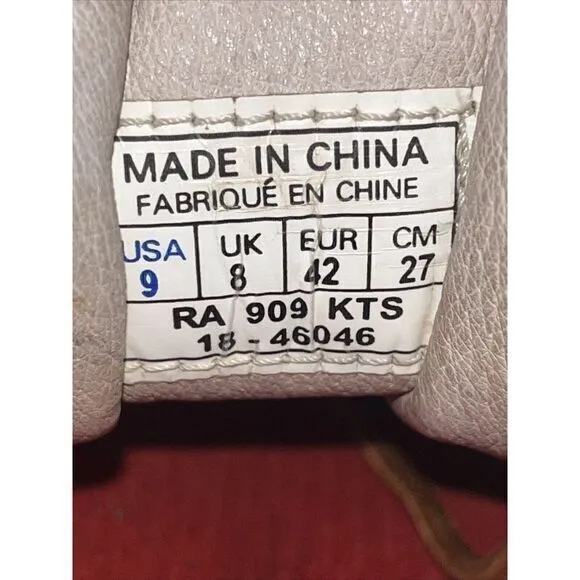 MADE IN CHINA
FABRIQUÉ EN CHINE
USA UK EUR CM
9 8 42 27
RA 909 KTS
18-46046